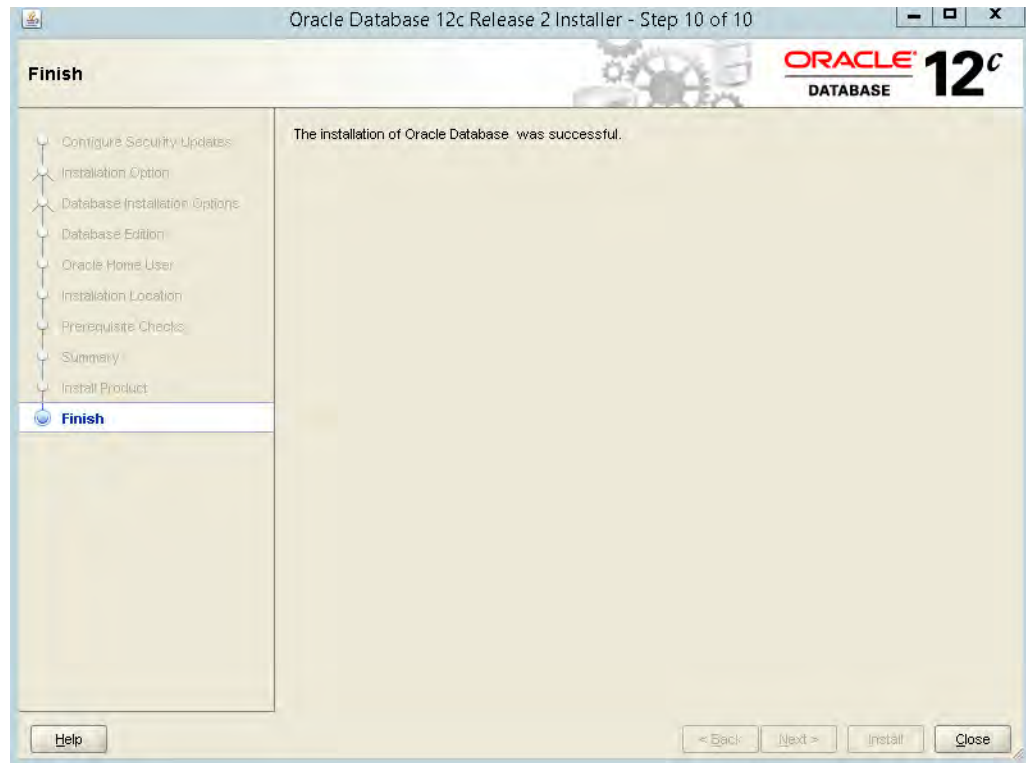 Oracle Database 12c Release 2 Installer - Step 10 of 10
Finish
ORACLE
DATABASE
12c
Configure Security Updates
Installation Option
Database Installation Options
Database Edition
Oracle Home User
Installation Location
Prerequisite Checks
Summary
Install Product
Finish
The installation of Oracle Database was successful.
Help
< Back
Next >
Install
Close